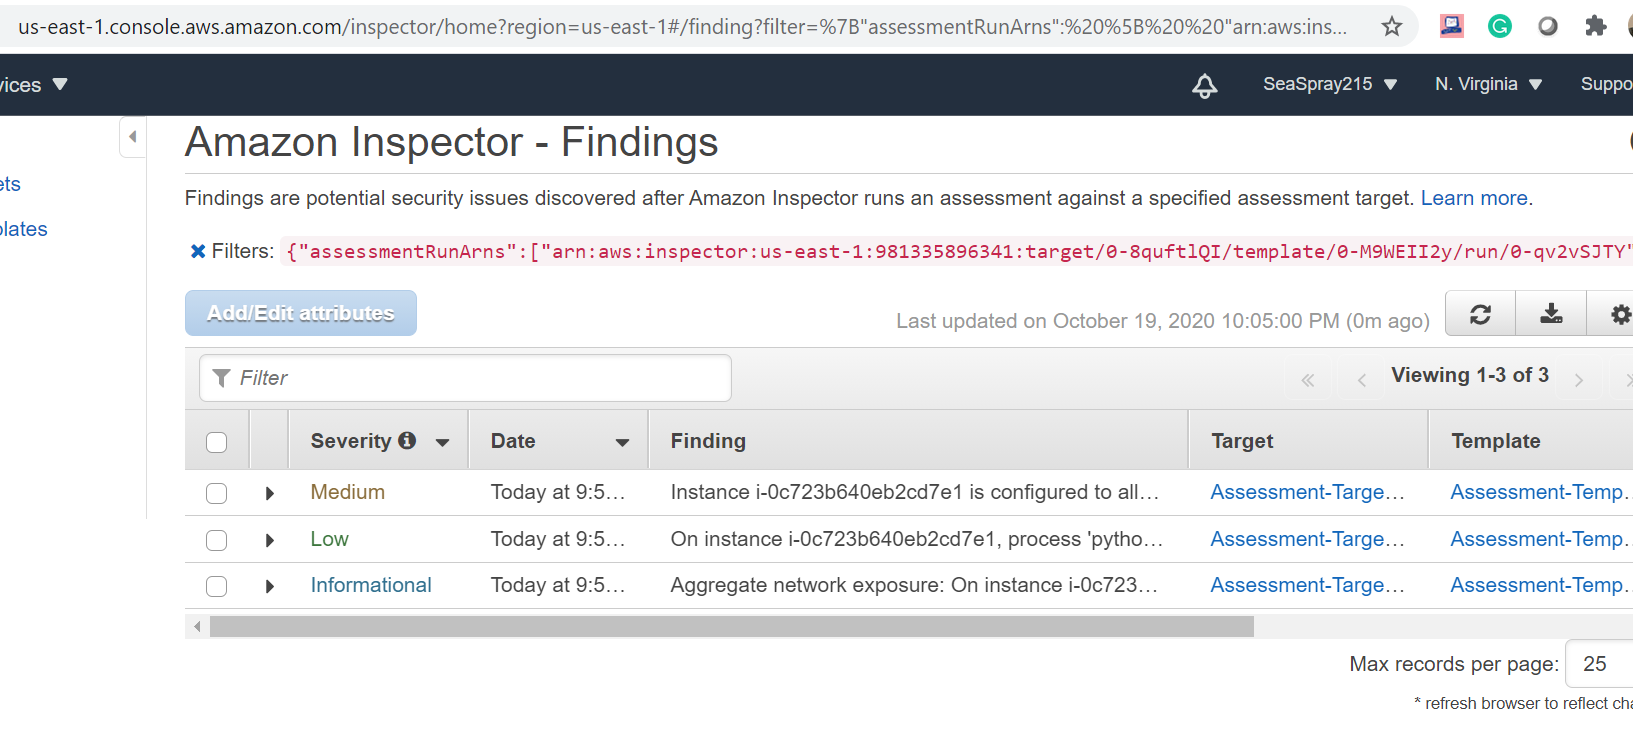 us-east-1.console.aws.amazon.com/inspector/home?region=us-east-1#/finding?filter=%7B"assessmentRunArns":%20%5B%20%20"arn:aws:ins...
vices SeaSpray215 N. Virginia Suppo
Amazon Inspector - Findings
ets
Findings are potential security issues discovered after Amazon Inspector runs an assessment against a specified assessment target. Learn more.
plates
Filters: {"assessmentRunArns":["arn:aws:inspector:us-east-1:981335896341:target/0-8quftlQI/template/0-M9WEII2y/run/0-qv2vSJTY"
Add/Edit attributes
Last updated on October 19, 2020 10:05:00 PM (0m ago)
Filter
« ‹ Viewing 1-3 of 3 › »
Severity Date Finding Target Template
Medium Today at 9:5... Instance i-0c723b640eb2cd7e1 is configured to all... Assessment-Targe... Assessment-Temp...
Low Today at 9:5... On instance i-0c723b640eb2cd7e1, process 'pytho... Assessment-Targe... Assessment-Temp...
Informational Today at 9:5... Aggregate network exposure: On instance i-0c723... Assessment-Targe... Assessment-Temp...
Max records per page: 25
* refresh browser to reflect cha